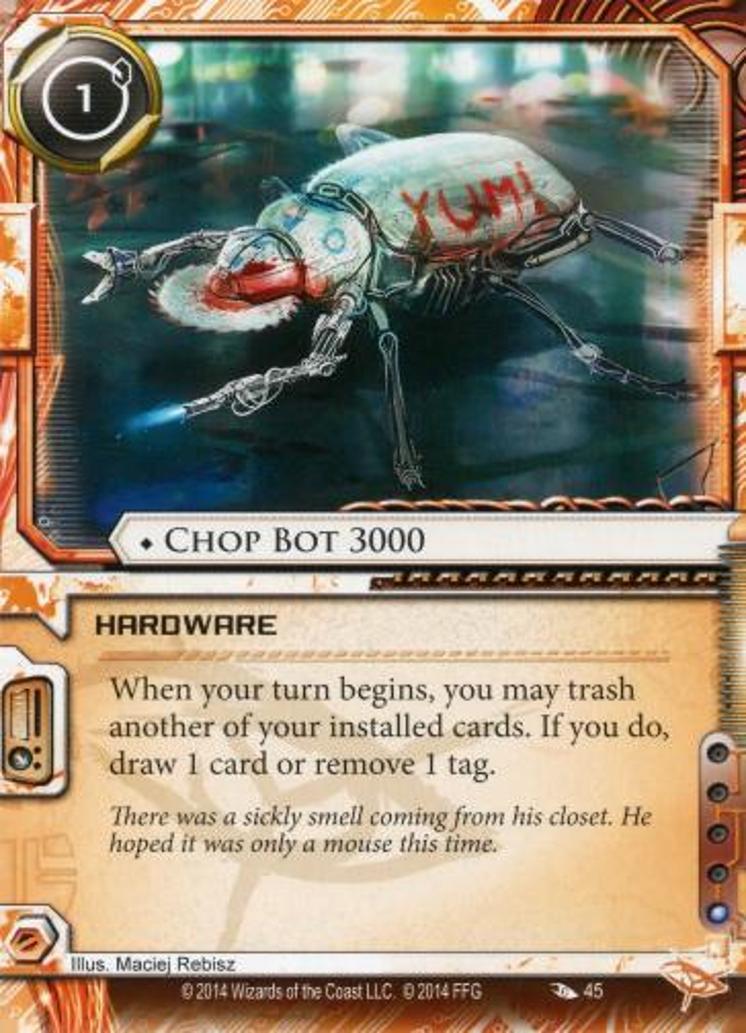 1
YUM!
♦ CHOP BOT 3000
HARDWARE
When your turn begins, you may trash
another of your installed cards. If you do,
draw 1 card or remove 1 tag.
There was a sickly smell coming from his closet. He
hoped it was only a mouse this time.
Illus. Maciej Rebisz
© 2014 Wizards of the Coast LLC. © 2014 FFG 45